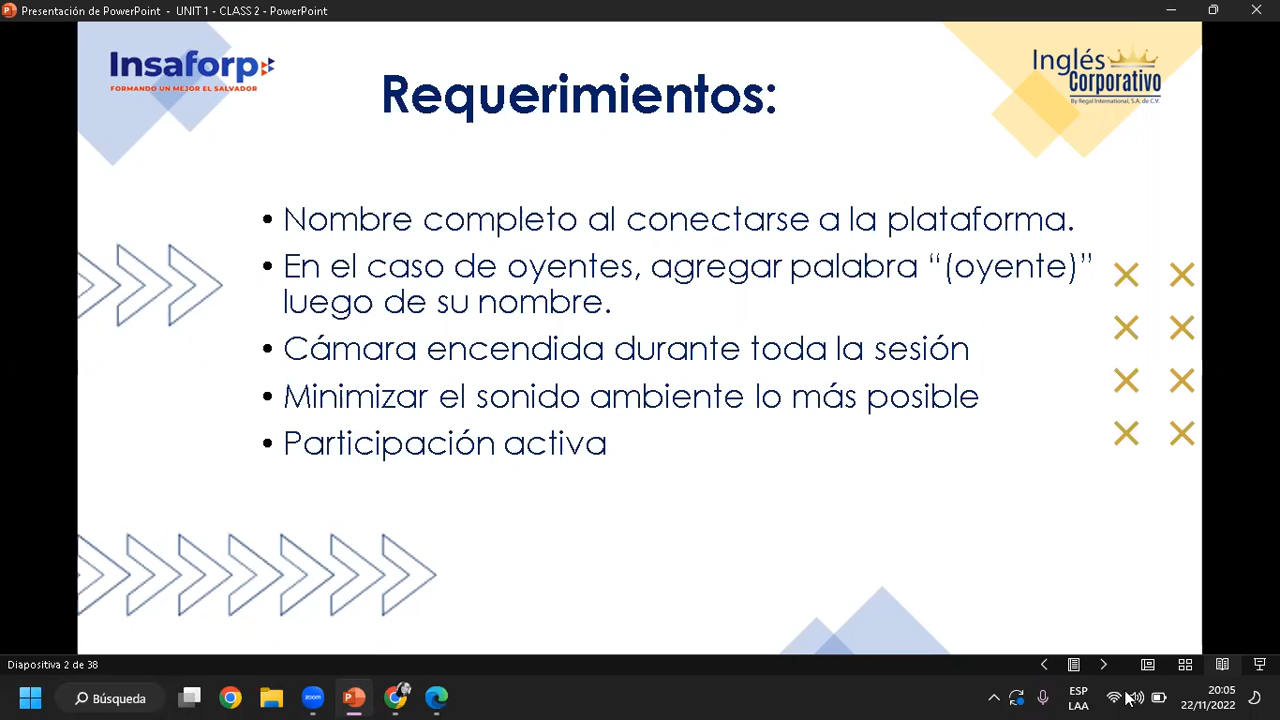 Presentación de PowerPoint - UNIT 1 - CLASS 2 - PowerPoint
Insaforp
FORMANDO UN MEJOR EL SALVADOR
Requerimientos:
Inglés
Corporativo
By Regal International, S.A. de C.V.
• Nombre completo al conectarse a la plataforma.
• En el caso de oyentes, agregar palabra “(oyente)”
luego de su nombre.
• Cámara encendida durante toda la sesión
• Minimizar el sonido ambiente lo más posible
• Participación activa
Diapositiva 2 de 38
Búsqueda
zoom
ESP
LAA
20:05
22/11/2022